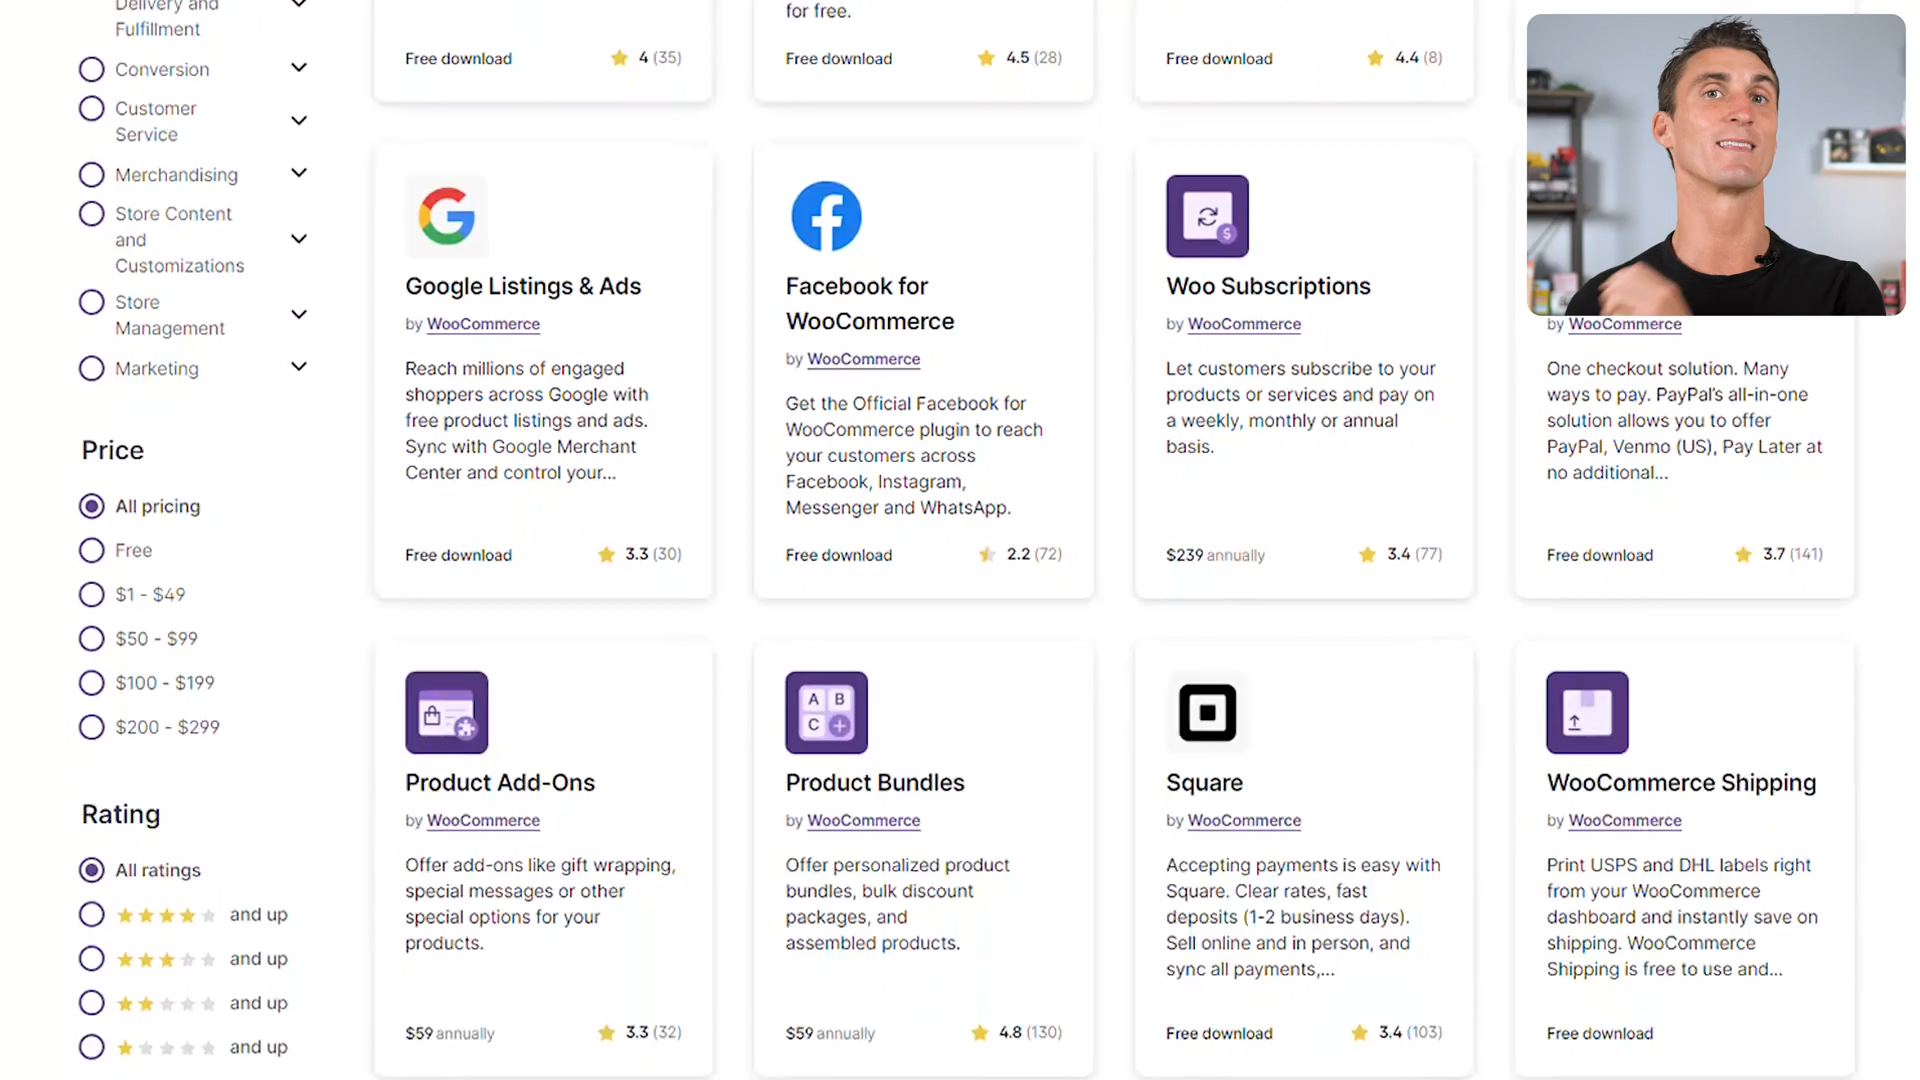 Delivery and
Fulfillment
Conversion
Customer
Service
Merchandising
Store Content
and
Customizations
Store
Management
Marketing
Price
All pricing
Free
$1 - $49
$50 - $99
$100 - $199
$200 - $299
Rating
All ratings
and up
and up
and up
and up
Free download
4 (35)
for free.
Free download
4.5 (28)
Free download
4.4 (8)
Google Listings & Ads
by WooCommerce
Reach millions of engaged
shoppers across Google with
free product listings and ads.
Sync with Google Merchant
Center and control your...
Free download
3.3 (30)
Facebook for
WooCommerce
by WooCommerce
Get the Official Facebook for
WooCommerce plugin to reach
your customers across
Facebook, Instagram,
Messenger and WhatsApp.
Free download
2.2 (72)
$
Woo Subscriptions
by WooCommerce
Let customers subscribe to your
products or services and pay on
a weekly, monthly or annual
basis.
$239 annually
3.4 (77)
by WooCommerce
One checkout solution. Many
ways to pay. PayPal's all-in-one
solution allows you to offer
PayPal, Venmo (US), Pay Later at
no additional...
Free download
3.7 (141)
Product Add-Ons
by WooCommerce
Offer add-ons like gift wrapping,
special messages or other
special options for your
products.
$59 annually
3.3 (32)
A B
C +
Product Bundles
by WooCommerce
Offer personalized product
bundles, bulk discount
packages, and
assembled products.
$59 annually
4.8 (130)
Square
by WooCommerce
Accepting payments is easy with
Square. Clear rates, fast
deposits (1-2 business days).
Sell online and in person, and
sync all payments,...
Free download
3.4 (103)
WooCommerce Shipping
by WooCommerce
Print USPS and DHL labels right
from your WooCommerce
dashboard and instantly save on
shipping. WooCommerce
Shipping is free to use and...
Free download